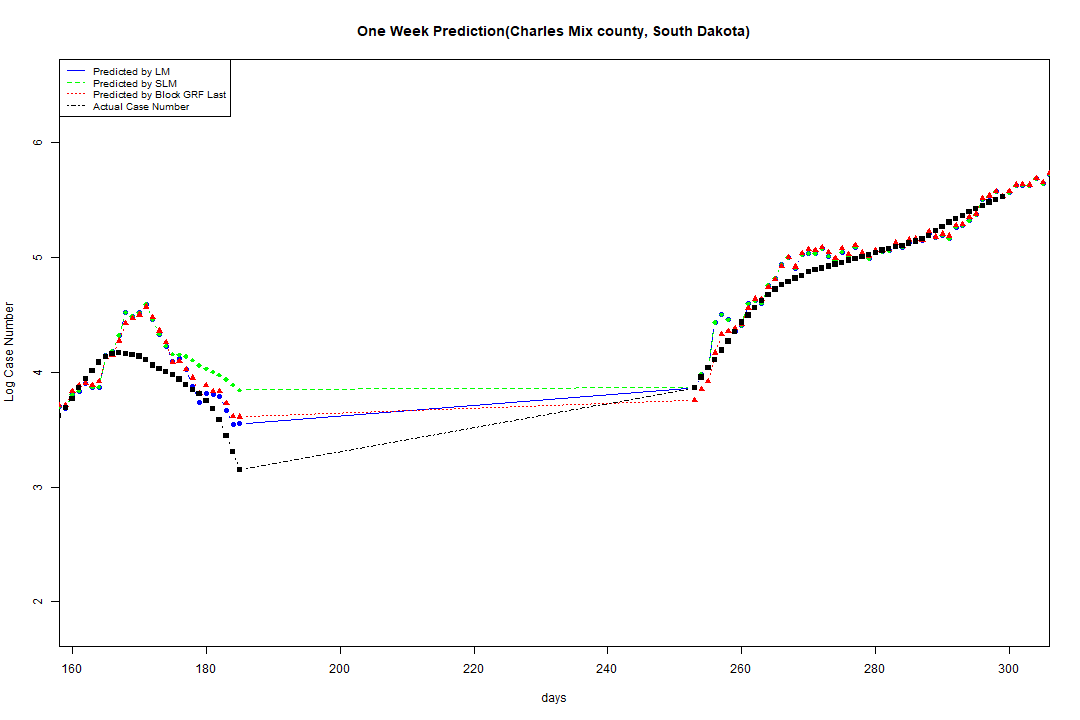 One Week Prediction(Charles Mix county, South Dakota)
Predicted by LM
Predicted by SLM
Predicted by Block GRF Last
Actual Case Number
Log Case Number
6
5
4
3
2
160 180 200 220 240 260 280 300
days